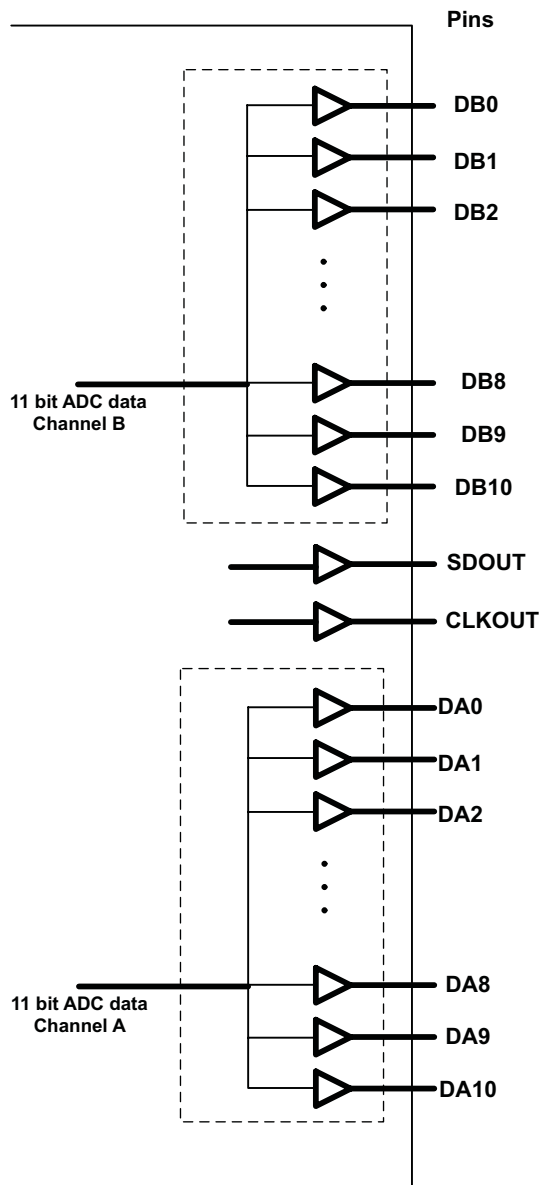 Pins
DB0
DB1
DB2
DB8
11 bit ADC data
Channel B
DB9
DB10
SDOUT
CLKOUT
DA0
DA1
DA2
DA8
11 bit ADC data
Channel A
DA9
DA10